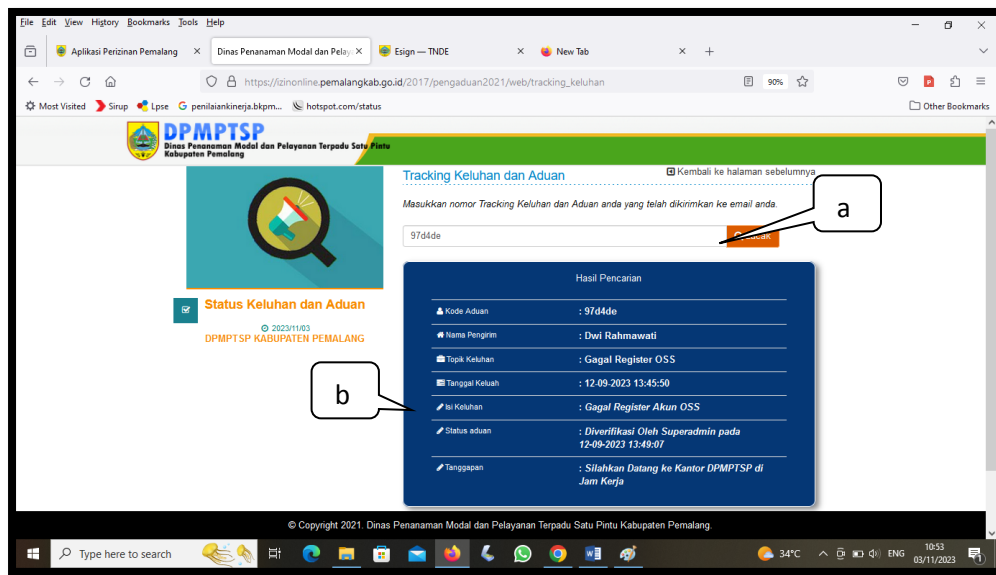 File Edit View History Bookmarks Tools Help
Aplikasi Perizinan Pemalang
Dinas Penanaman Modal dan Pelay
Esign — TNDE
New Tab
https://izinonline.pemalangkab.go.id/2017/pengaduan2021/web/tracking_keluhan
90%
Most Visited Sirup Lpse penilaiankinerja.bkpm... hotspot.com/status
Other Bookmarks
DPMPTSP
Dinas Penanaman Modal dan Pelayanan Terpadu Satu Pintu
Kabupaten Pemalang
Tracking Keluhan dan Aduan
Kembali ke halaman sebelumnya
Masukkan nomor Tracking Keluhan dan Aduan anda yang telah dikirimkan ke email anda.
a
97d4de
Hasil Pencarian
Status Keluhan dan Aduan
2023/11/03
DPMPTSP KABUPATEN PEMALANG
Kode Aduan : 97d4de
Nama Pengirim : Dwi Rahmawati
Topik Keluhan : Gagal Register OSS
Tanggal Keluah : 12-09-2023 13:45:50
b
Isi Keluhan : Gagal Register Akun OSS
Status aduan : Diverifikasi Oleh Superadmin pada
12-09-2023 13:49:07
Tanggapan : Silahkan Datang ke Kantor DPMPTSP di
Jam Kerja
© Copyright 2021. Dinas Penanaman Modal dan Pelayanan Terpadu Satu Pintu Kabupaten Pemalang.
Type here to search
34°C
ENG
10:53
03/11/2023